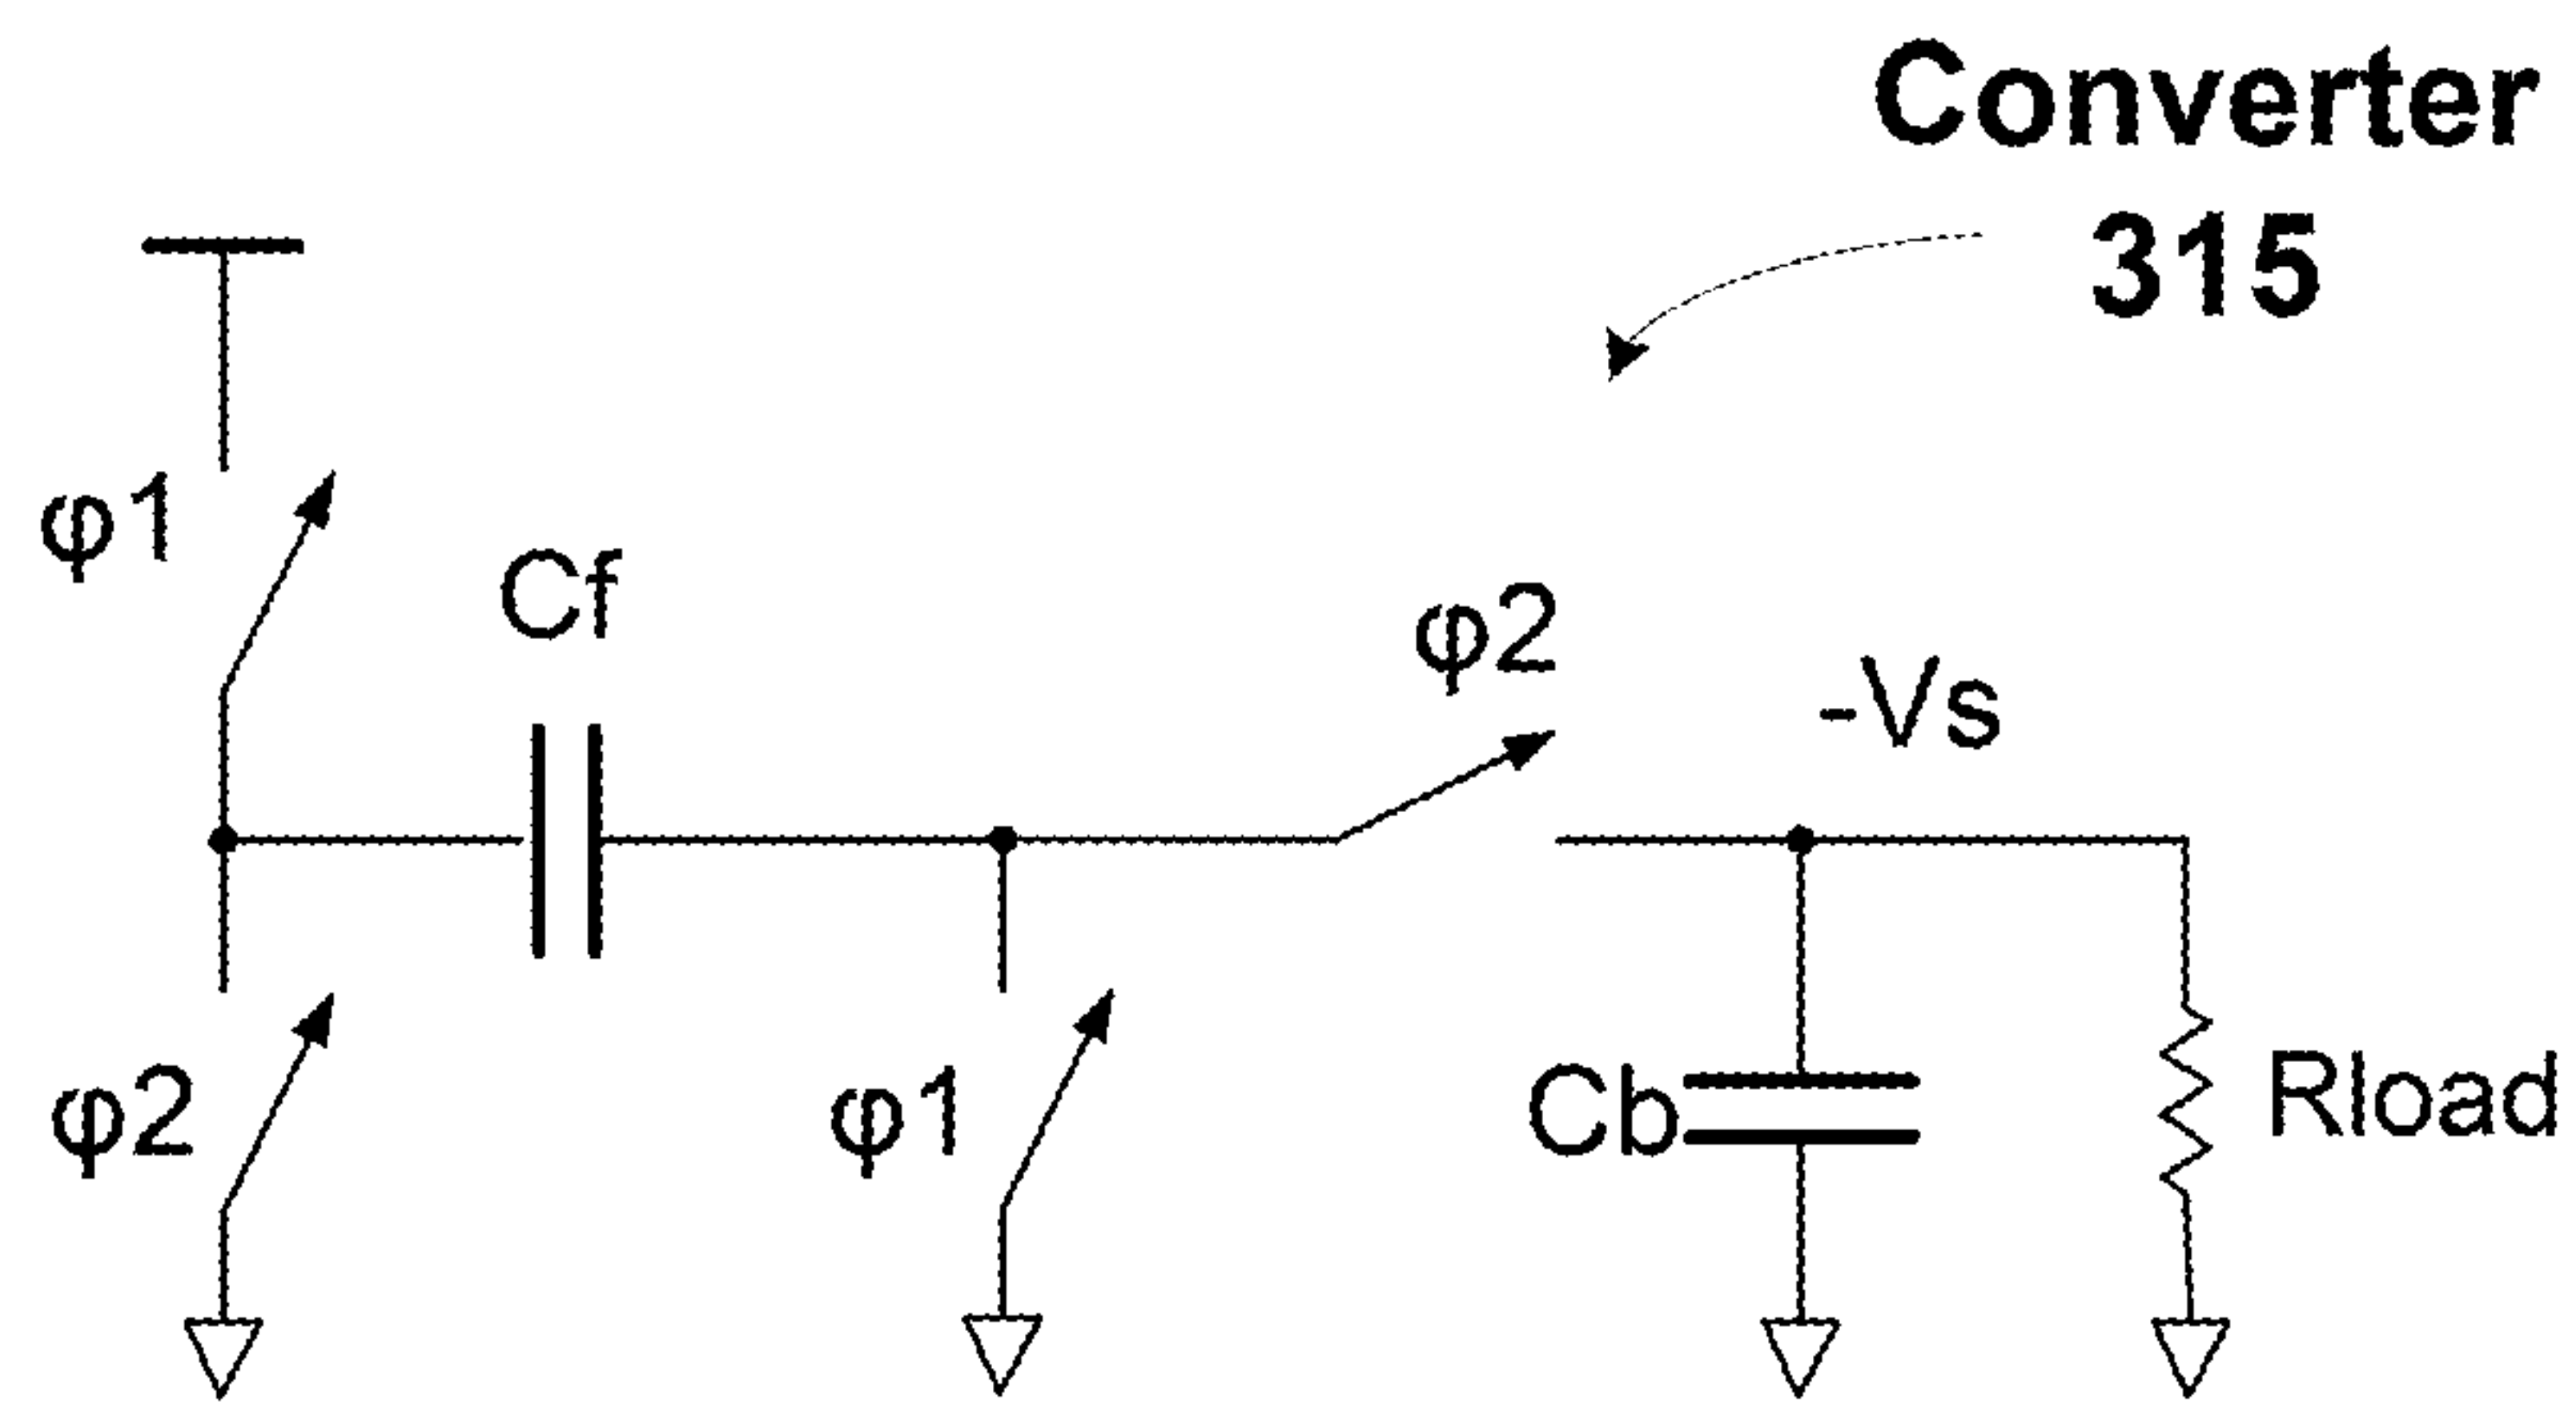 Converter
315
φ1
Cf
φ2
-Vs
φ2
φ1
Cb
Rload